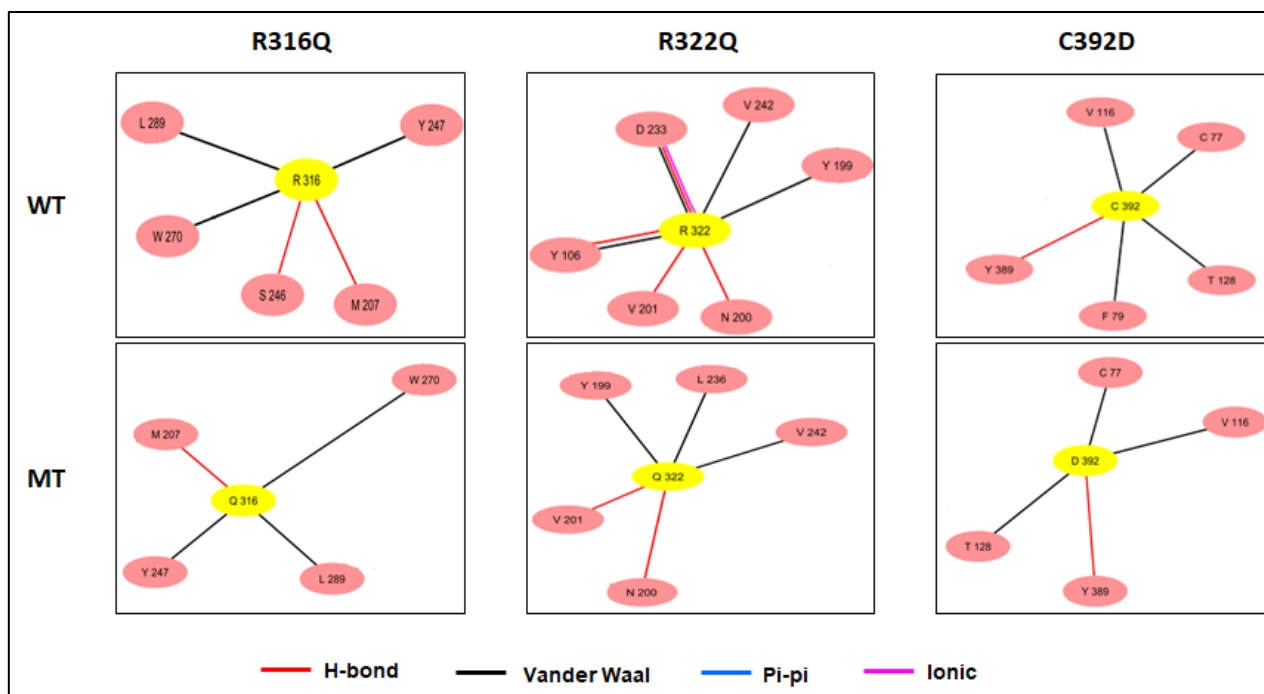 R316Q R322Q C392D
WT
L 289
Y 247
R 316
W 270
S 246
M 207
V 242
D 233
Y 199
R 322
Y 106
V 201
N 200
V 116
C 77
C 392
Y 389
T 128
F 79
MT
W 270
M 207
Q 316
Y 247
L 289
Y 199
L 236
V 242
Q 322
V 201
N 200
C 77
V 116
D 392
T 128
Y 389
H-bond Vander Waal Pi-pi Ionic